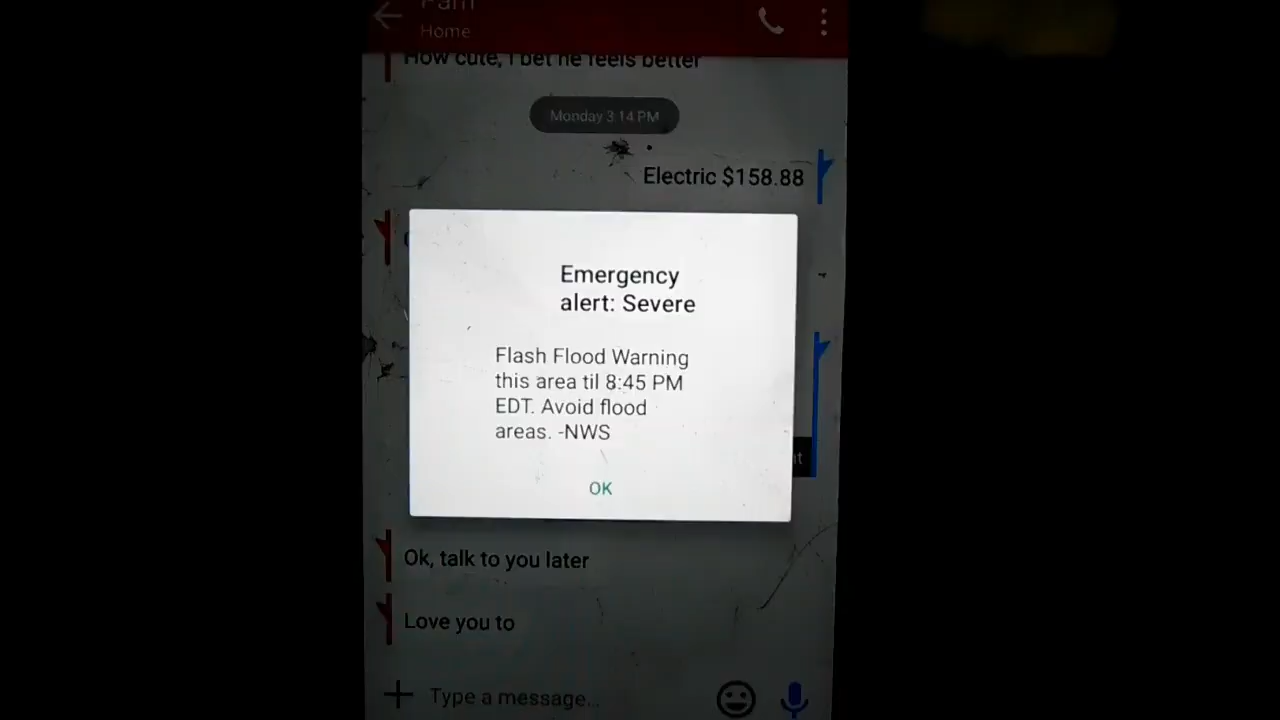 Pam
Home
How cute, I bet he feels better
Monday 3:14 PM
Electric $158.88
Emergency
alert: Severe
Flash Flood Warning
this area til 8:45 PM
EDT. Avoid flood
areas. -NWS
OK
Ok, talk to you later
Love you to
Type a message...